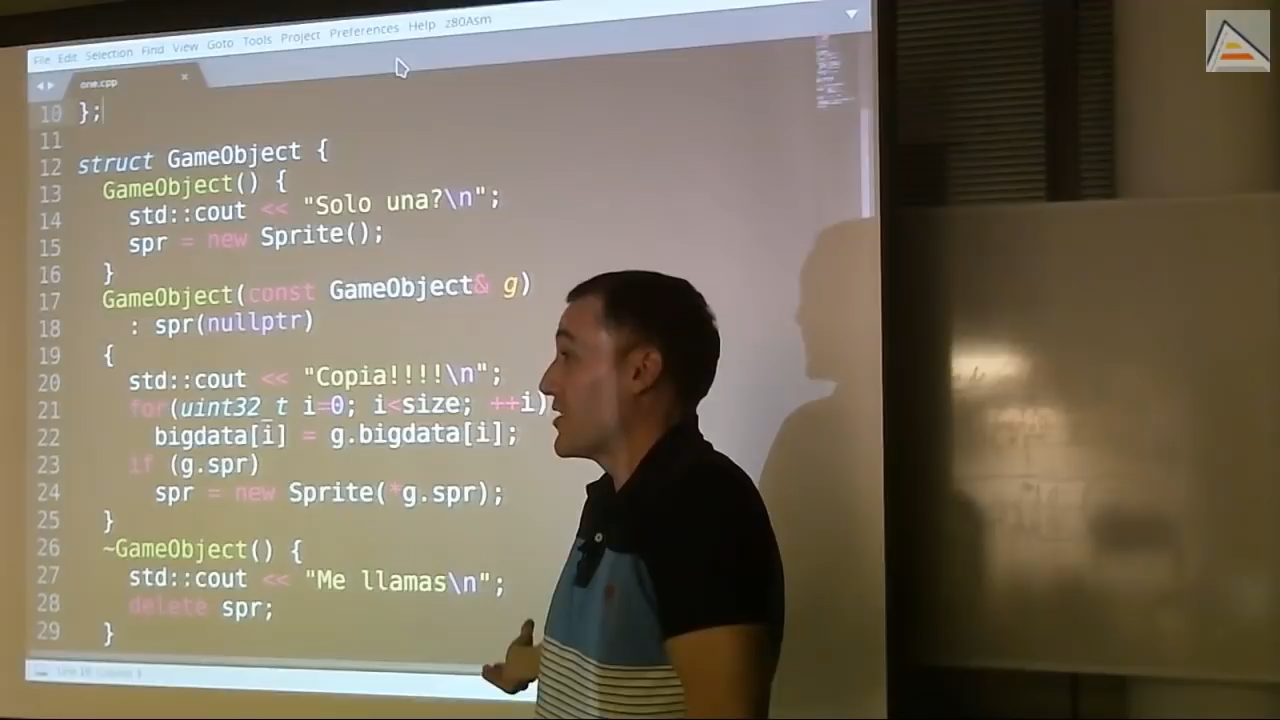 File Edit Selection Find View Goto Tools Project Preferences Help z80Asm
one.cpp
10 };
11
12 struct GameObject {
13 GameObject() {
14 std::cout << "Solo una?\n";
15 spr = new Sprite();
16 }
17 GameObject(const GameObject& g)
18 : spr(nullptr)
19 {
20 std::cout << "Copia!!!!\n";
21 for(uint32_t i=0; i<size; ++i)
22 bigdata[i] = g.bigdata[i];
23 if (g.spr)
24 spr = new Sprite(*g.spr);
25 }
26 ~GameObject() {
27 std::cout << "Me llamas\n";
28 delete spr;
29 }